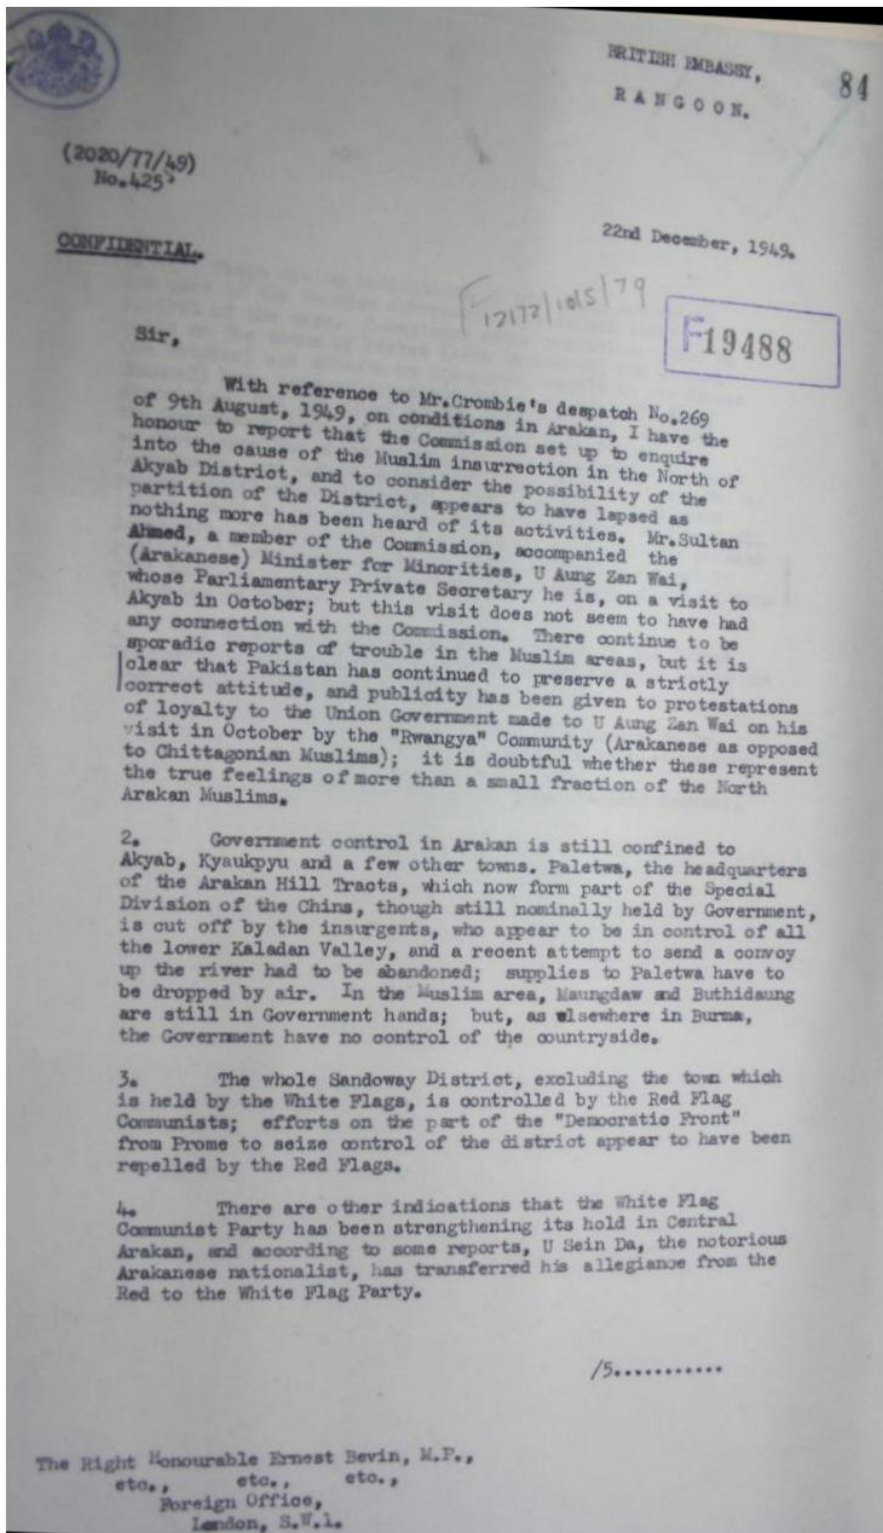 BRITISH EMBASSY,
84
RANGOON.
(2020/77/49)
No.425
22nd December, 1949.
CONFIDENTIAL.
F12172/1015/79
F19488
Sir,
With reference to Mr.Crombie's despatch No.269
of 9th August, 1949, on conditions in Arakan, I have the
honour to report that the Commission set up to enquire
into the cause of the Muslim insurrection in the North of
Akyab District, and to consider the possibility of the
partition of the District, appears to have lapsed as
nothing more has been heard of its activities. Mr.Sultan
Ahmed, a member of the Commission, accompanied the
(Arakanese) Minister for Minorities, U Aung Zan Wai,
whose Parliamentary Private Secretary he is, on a visit to
Akyab in October; but this visit does not seem to have had
any connection with the Commission. There continue to be
sporadic reports of trouble in the Muslim areas, but it is
clear that Pakistan has continued to preserve a strictly
correct attitude, and publicity has been given to protestations
of loyalty to the Union Government made to U Aung Zan Wai on his
visit in October by the "Rwangya" Community (Arakanese as opposed
to Chittagonian Muslims); it is doubtful whether these represent
the true feelings of more than a small fraction of the North
Arakan Muslims.
2. Government control in Arakan is still confined to
Akyab, Kyaukpyu and a few other towns. Paletwa, the headquarters
of the Arakan Hill Tracts, which now form part of the Special
Division of the Chins, though still nominally held by Government,
is cut off by the insurgents, who appear to be in control of all
the lower Kaladan Valley, and a recent attempt to send a convoy
up the river had to be abandoned; supplies to Paletwa have to
be dropped by air. In the Muslim area, Maungdaw and Buthidaung
are still in Government hands; but, as elsewhere in Burma,
the Government have no control of the countryside.
3. The whole Sandoway District, excluding the town which
is held by the White Flags, is controlled by the Red Flag
Communists; efforts on the part of the "Democratic Front"
from Prome to seize control of the district appear to have been
repelled by the Red Flags.
4. There are other indications that the White Flag
Communist Party has been strengthening its hold in Central
Arakan, and according to some reports, U Sein Da, the notorious
Arakanese nationalist, has transferred his allegiance from the
Red to the White Flag Party.
/5...........
The Right Honourable Ernest Bevin, M.P.,
etc., etc., etc.,
Foreign Office,
London, S.W.1.